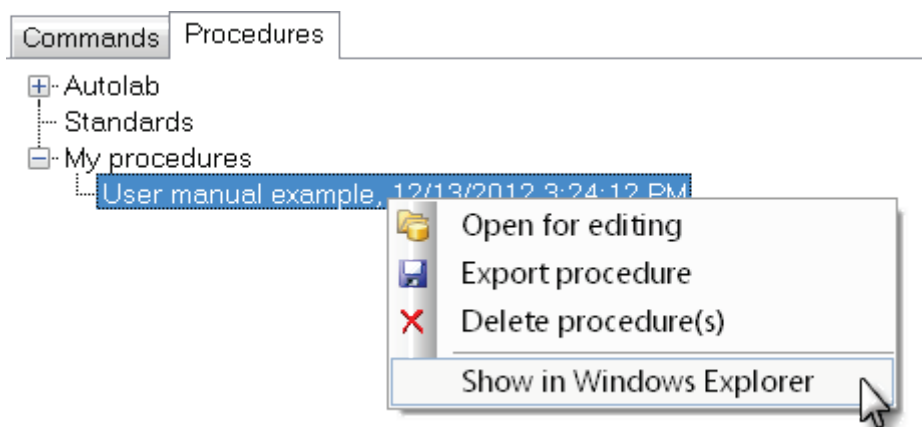 Commands Procedures
Autolab
Standards
My procedures
User manual example, 12/13/2012 3:24:12 PM
Open for editing
Export procedure
Delete procedure(s)
Show in Windows Explorer